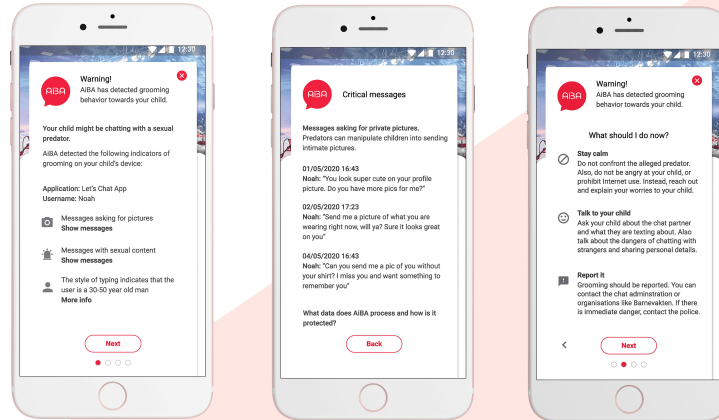 12:30
AiBA
Warning!
AiBA has detected grooming
behavior towards your child.
Your child might be chatting with a sexual
predator.
AiBA detected the following indicators of
grooming on your child's device:
Application: Let's Chat App
Username: Noah
Messages asking for pictures
Show messages
Messages with sexual content
Show messages
The style of typing indicates that the
user is a 30-50 year old man
More info
Next
12:30
AiBA
Critical messages
Messages asking for private pictures.
Predators can manipulate children into sending
intimate pictures.
01/05/2020 16:43
Noah: "You look super cute on your profile
picture. Do you have more pics for me?"
02/05/2020 17:23
Noah: "Send me a picture of what you are
wearing right now, will ya? Sure it looks great
on you"
04/05/2020 16:43
Noah: "Can you send me a pic of you without
your shirt? I miss you and want something to
remember you"
What data does AiBA process and how is it
protected?
Back
12:30
AiBA
Warning!
AiBA has detected grooming
behavior towards your child.
What should I do now?
Stay calm
Do not confront the alleged predator.
Also, do not be angry at your child, or
prohibit Internet use. Instead, reach out
and explain your worries to your child.
Talk to your child
Ask your child about the chat partner
and what they are texting about. Also
talk about the dangers of chatting with
strangers and sharing personal details.
Report it
Grooming should be reported. You can
contact the chat adminstration or
organisations like Barnevakten. If there
is immediate danger, contact the police.
Next